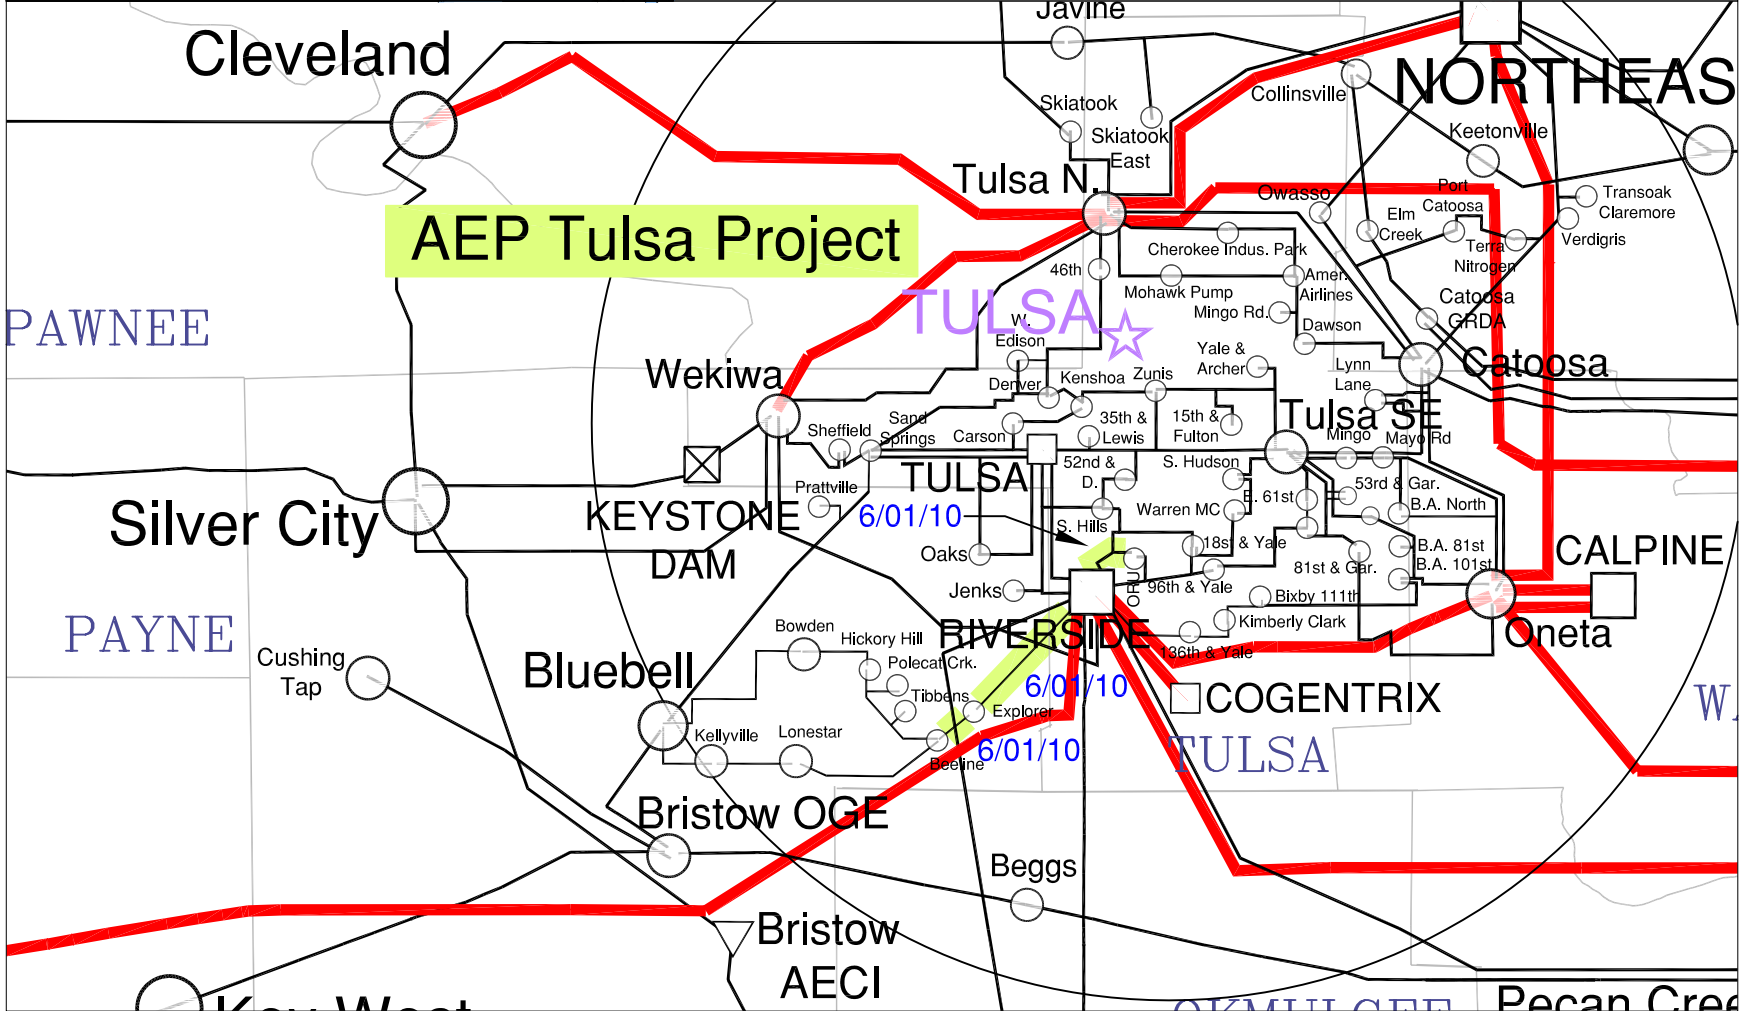 Javine
Cleveland
NORTHEAS
Collinsville
Skiatook
Skiatook
East
Keetonville
Tulsa N.
Owasso
Port
Catoosa
Transoak
Claremore
Elm
Creek
Verdigris
Terra
Nitrogen
AEP Tulsa Project
Cherokee Indus. Park
46th
Mohawk Pump
Amer.
Airlines
Mingo Rd.
Catoosa
GRDA
PAWNEE
TULSA
W.
Edison
Dawson
Yale &
Archer
Lynn
Lane
Catoosa
Wekiwa
Denver
Kenshoa
Zunis
Sand
Springs
Sheffield
Carson
35th &
Lewis
15th &
Fulton
Tulsa SE
Mingo
Mayo Rd
TULSA
52nd &
D.
S. Hudson
Prattville
53rd & Gar.
B.A. North
E. 61st
Warren MC
Silver City
KEYSTONE
DAM
6/01/10
S. Hills
Oaks
18st & Yale
B.A. 81st
B.A. 101st
CALPINE
81st & Gar.
Jenks
ORU
96th & Yale
Bixby 111th
Kimberly Clark
PAYNE
Bowden
Hickory Hill
RIVERSIDE
136th & Yale
Oneta
Cushing
Tap
Bluebell
Polecat Crk.
Tibbens
6/01/10
COGENTRIX
Explorer
Kellyville
Lonestar
6/01/10
Beeline
TULSA
Bristow OGE
Beggs
Bristow
AECI
Key West
OKMULGEE
Pecan Cree